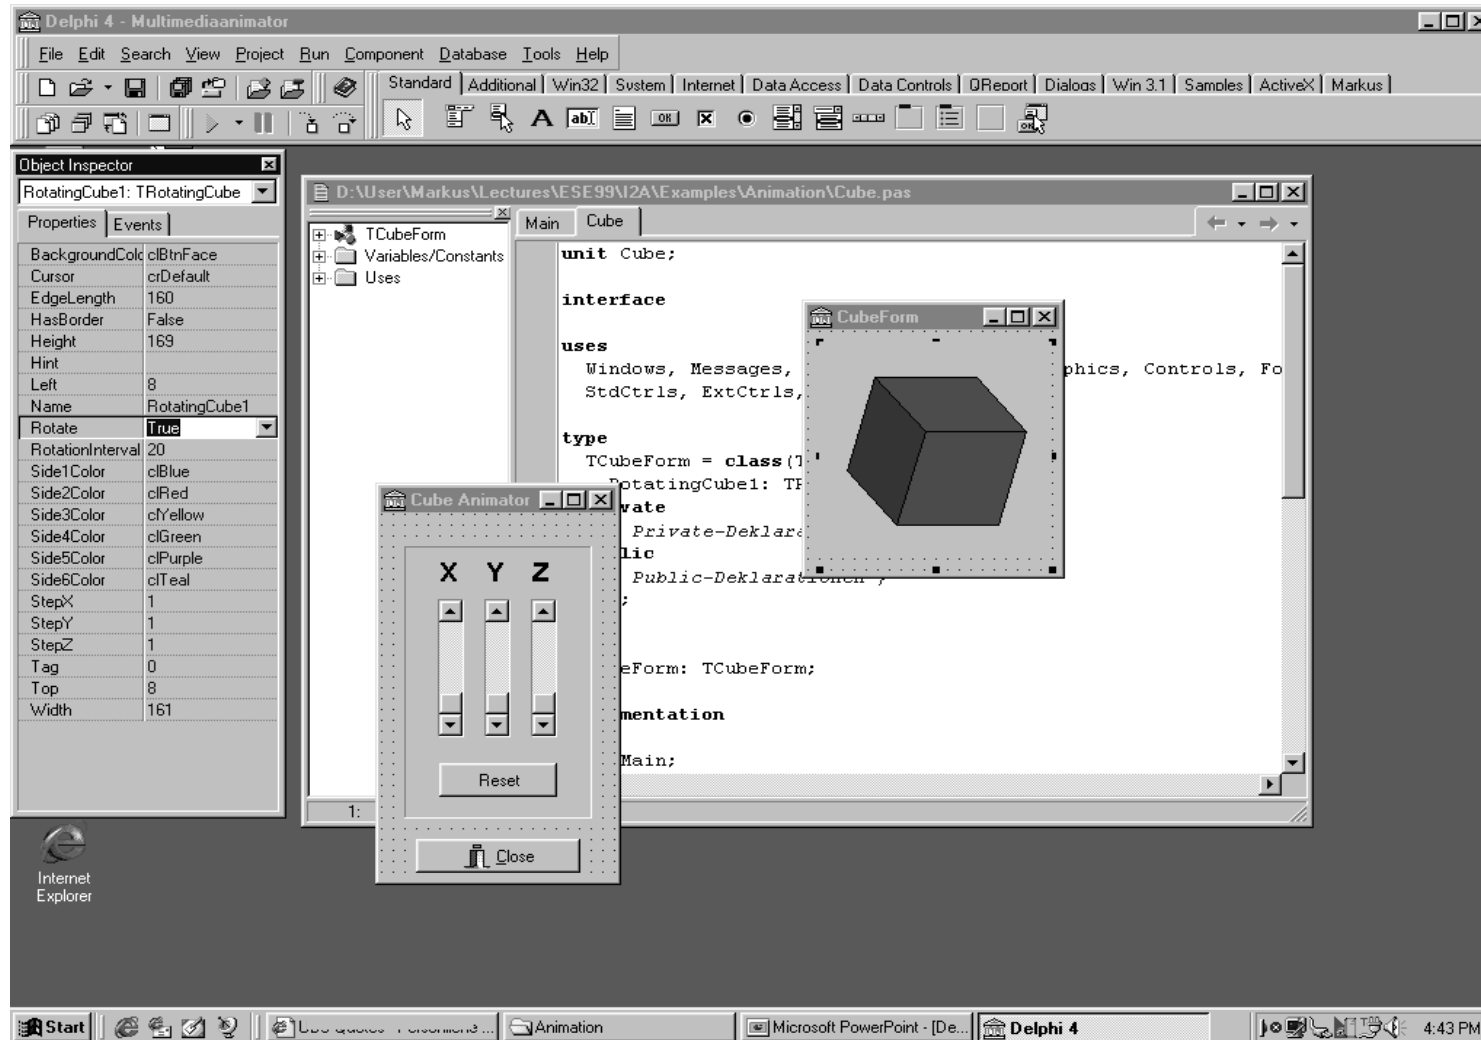 Delphi 4 - Multimediaanimator
File Edit Search View Project Run Component Database Tools Help
Standard Additional Win32 System Internet Data Access Data Controls QReport Dialogs Win 3.1 Samples ActiveX Markus
Object Inspector
RotatingCube1: TRotatingCube
Properties Events
BackgroundColo clBtnFace
Cursor crDefault
EdgeLength 160
HasBorder False
Height 169
Hint
Left 8
Name RotatingCube1
Rotate True
RotationInterval 20
Side1Color clBlue
Side2Color clRed
Side3Color clYellow
Side4Color clGreen
Side5Color clPurple
Side6Color clTeal
StepX 1
StepY 1
StepZ 1
Tag 0
Top 8
Width 161
D:\User\Markus\Lectures\ESE99\I2A\Examples\Animation\Cube.pas
TCubeForm
Variables/Constants
Uses
Main Cube
unit Cube;
interface
uses
Windows, Messages, phics, Controls, Fo
StdCtrls, ExtCtrls,
type
TCubeForm = class(T
RotatingCube1: TR
vate
Private-Deklara
lic
Public-Deklarationen
;
eForm: TCubeForm;
mentation
Main;
1:
CubeForm
Cube Animator
X Y Z
Reset
Close
Internet
Explorer
Start
Animation
Microsoft PowerPoint - [De...
Delphi 4
4:43 PM